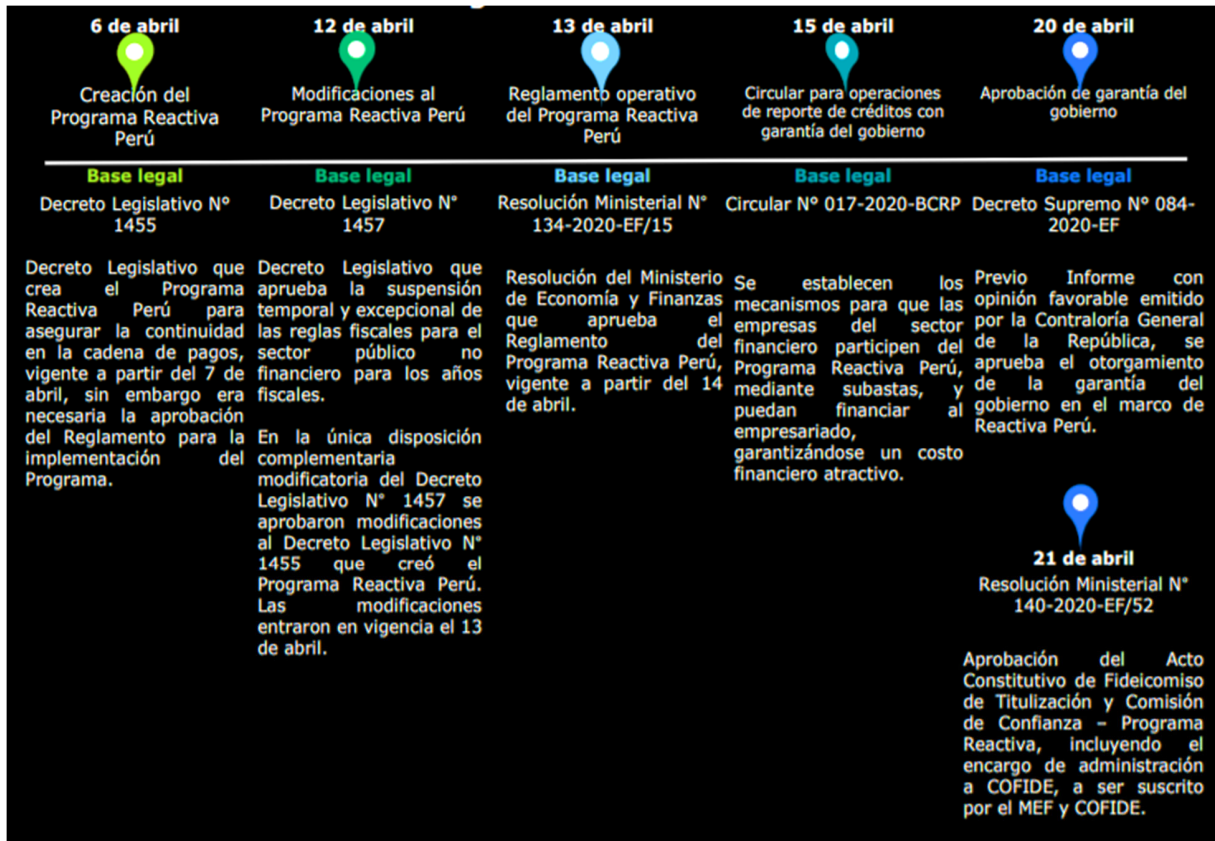 6 de abril
Creación del
Programa Reactiva
Perú
12 de abril
Modificaciones al
Programa Reactiva Perú
13 de abril
Reglamento operativo
del Programa Reactiva
Perú
15 de abril
Circular para operaciones
de reporte de créditos con
garantía del gobierno
20 de abril
Aprobación de garantía del
gobierno
Base legal
Decreto Legislativo N°
1455
Decreto Legislativo que
crea el Programa
Reactiva Perú para
asegurar la continuidad
en la cadena de pagos,
vigente a partir del 7 de
abril, sin embargo era
necesaria la aprobación
del Reglamento para la
implementación del
Programa.
Base legal
Decreto Legislativo N°
1457
Decreto Legislativo que
aprueba la suspensión
temporal y excepcional de
las reglas fiscales para el
sector público no
financiero para los años
fiscales.
En la única disposición
complementaria
modificatoria del Decreto
Legislativo N° 1457 se
aprobaron modificaciones
al Decreto Legislativo N°
1455 que creó el
Programa Reactiva Perú.
Las modificaciones
entraron en vigencia el 13
de abril.
Base legal
Resolución Ministerial N°
134-2020-EF/15
Resolución del Ministerio
de Economía y Finanzas
que aprueba el
Reglamento del
Programa Reactiva Perú,
vigente a partir del 14
de abril.
Base legal
Circular N° 017-2020-BCRP
Se establecen los
mecanismos para que las
empresas del sector
financiero participen del
Programa Reactiva Perú,
mediante subastas, y
puedan financiar al
empresariado,
garantizándose un costo
financiero atractivo.
Base legal
Decreto Supremo N° 084-
2020-EF
Previo Informe con
opinión favorable emitido
por la Contraloría General
de la República, se
aprueba el otorgamiento
de la garantía del
gobierno en el marco de
Reactiva Perú.
21 de abril
Resolución Ministerial N°
140-2020-EF/52
Aprobación del Acto
Constitutivo de Fideicomiso
de Titulización y Comisión
de Confianza – Programa
Reactiva, incluyendo el
encargo de administración
a COFIDE, a ser suscrito
por el MEF y COFIDE.